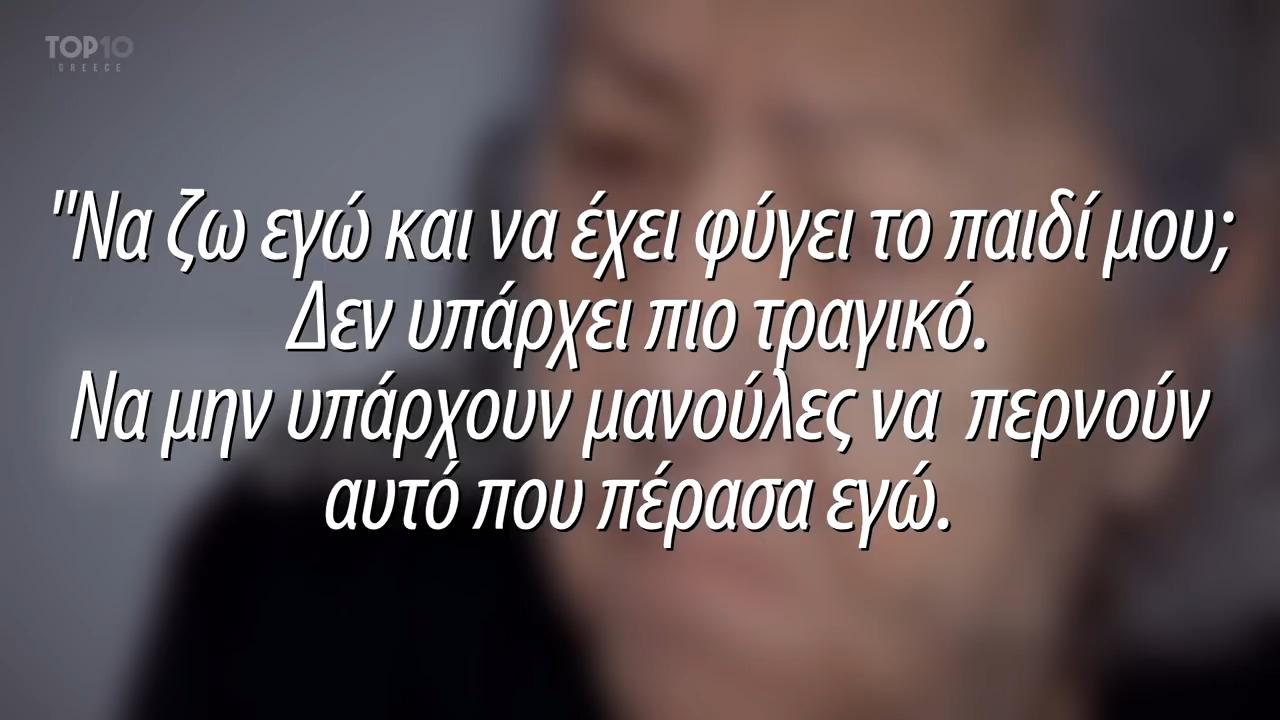 TOP10
GREECE
"Να ζω εγώ και να έχει φύγει το παιδί μου;
Δεν υπάρχει πιο τραγικό.
Να μην υπάρχουν μανούλες να  περνούν
αυτό που πέρασα εγώ.